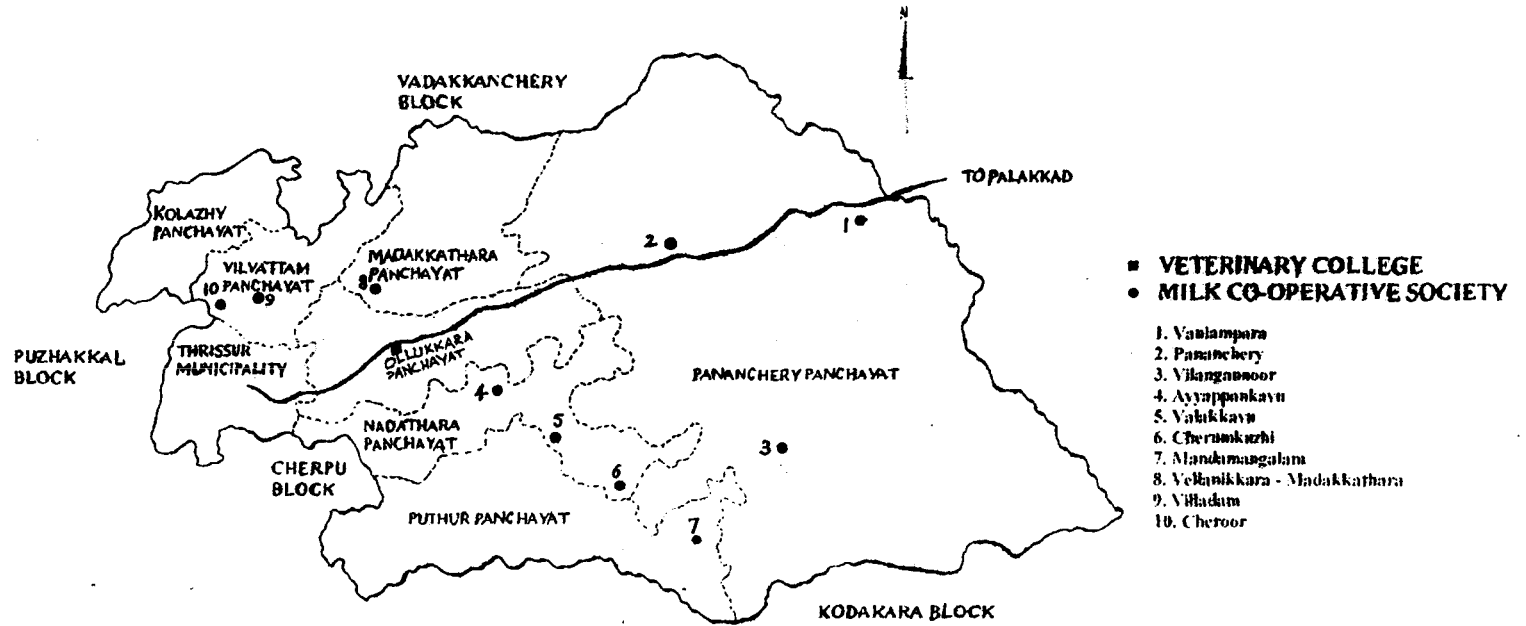 N
VADAKKANCHERY
BLOCK
TO PALAKKAD
KOLAZHY
PANCHAYAT
1
2
MADAKKATHARA
PANCHAYAT
8
VILVATTAM
PANCHAYAT
10
9
VETERINARY COLLEGE
MILK CO-OPERATIVE SOCIETY
PUZHAKKAL
BLOCK
THRISSUR
MUNICIPALITY
OLLUKKARA
PANCHAYAT
PANANCHERY PANCHAYAT
4
NADATHARA
PANCHAYAT
5
3
CHERPU
BLOCK
6
PUTHUR PANCHAYAT
7
KODAKARA BLOCK
1. Vaniampara
2. Pananchery
3. Vilangannoor
4. Ayyappankavu
5. Valakkavu
6. Cherumkuzhi
7. Mandamangalam
8. Vellanikkara - Madakkathara
9. Villadam
10. Cheroor